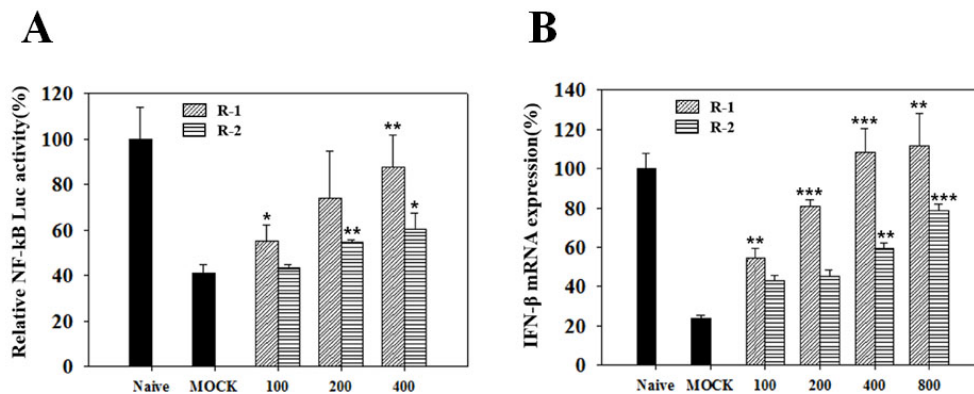 A
B
Relative NF-kB Luc activity(%)
120
100
80
60
40
20
0
R-1
R-2
*
**
**
*
Naive MOCK 100 200 400
IFN-β mRNA expression(%)
140
120
100
80
60
40
20
0
R-1
R-2
**
***
***
**
**
***
Naive MOCK 100 200 400 800